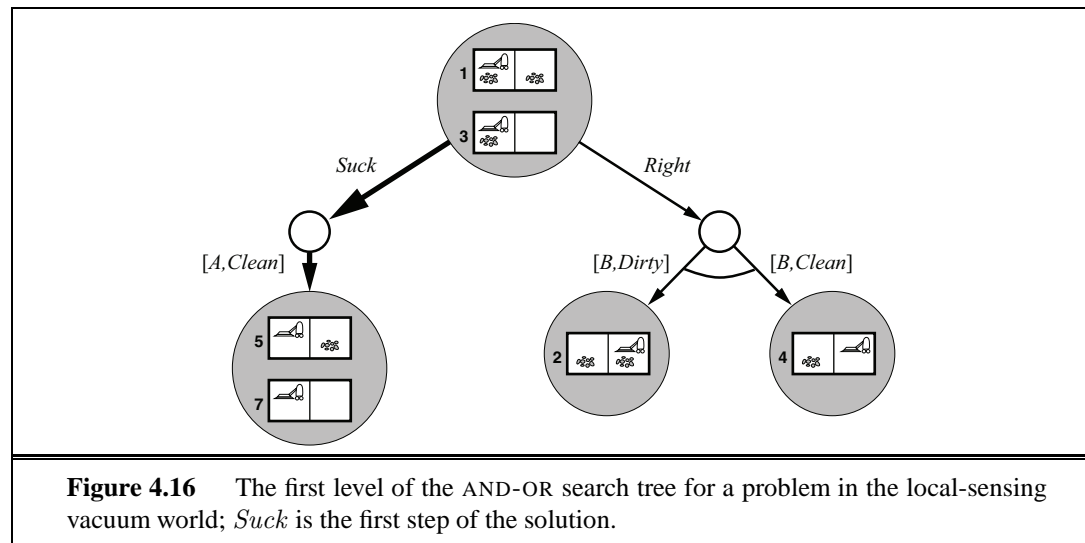 1
3
Suck
Right
[A,Clean]
[B,Dirty]
[B,Clean]
5
2
4
7
Figure 4.16 The first level of the AND-OR search tree for a problem in the local-sensing
vacuum world; Suck is the first step of the solution.